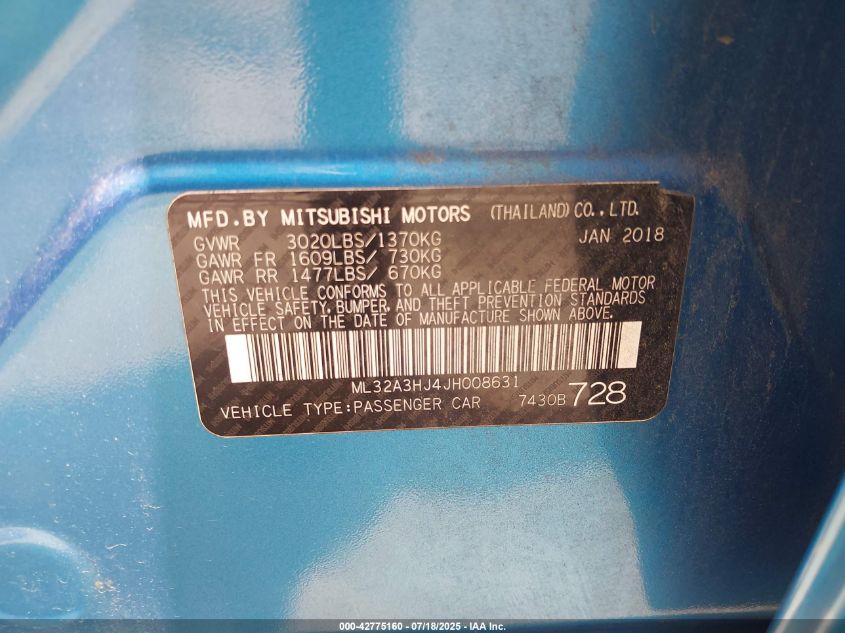 MFD.BY MITSUBISHI MOTORS (THAILAND) CO.,LTD.
GVWR 3020LBS/1370KG JAN 2018
GAWR FR 1609LBS/ 730KG
GAWR RR 1477LBS/ 670KG
THIS VEHICLE CONFORMS TO ALL APPLICABLE FEDERAL MOTOR
VEHICLE SAFETY, BUMPER, AND THEFT PREVENTION STANDARDS
IN EFFECT ON THE DATE OF MANUFACTURE SHOWN ABOVE.
ML32A3HJ4JH008631
VEHICLE TYPE:PASSENGER CAR 7430B 728
000-42775160 - 07/18/2025 - IAA Inc.